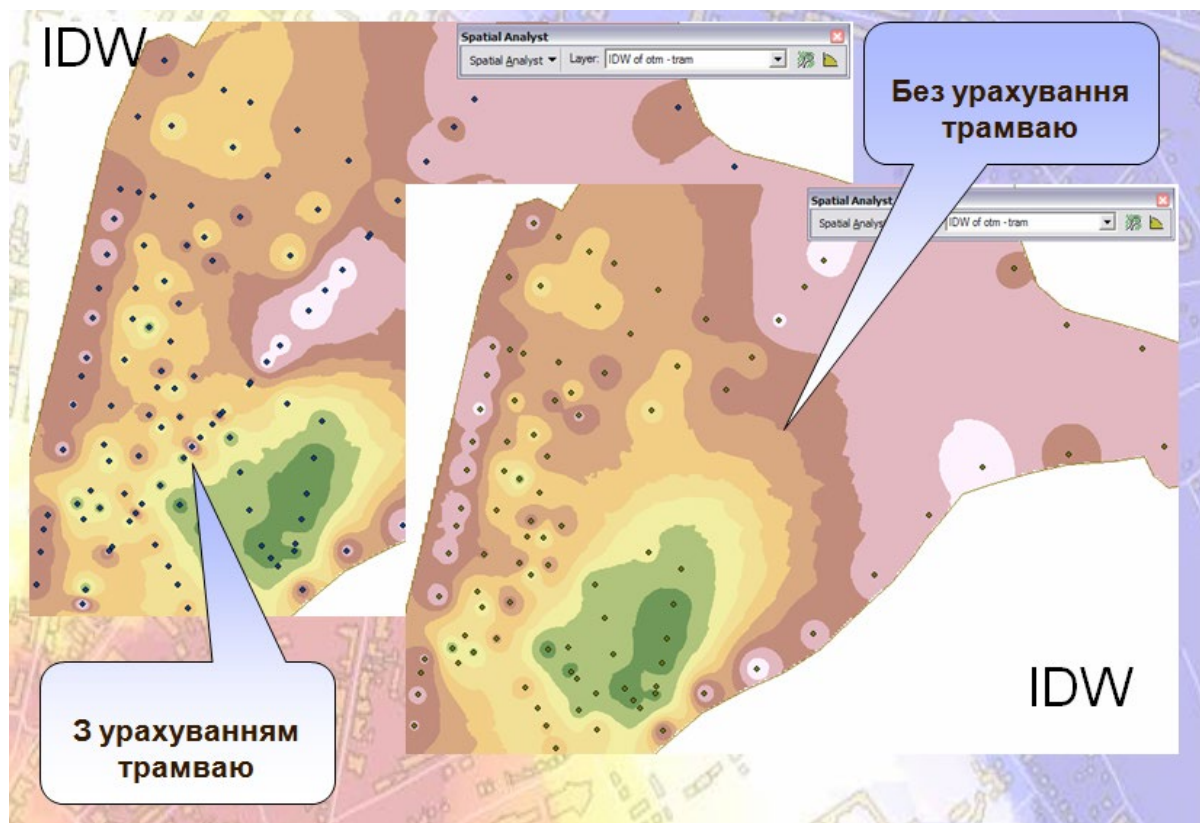 IDW
Spatial Analyst
Spatial Analyst Layer: IDW of otm - tram
Без урахування
трамваю
Spatial Analyst
Spatial Analy IDW of otm - tram
З урахуванням
трамваю
IDW